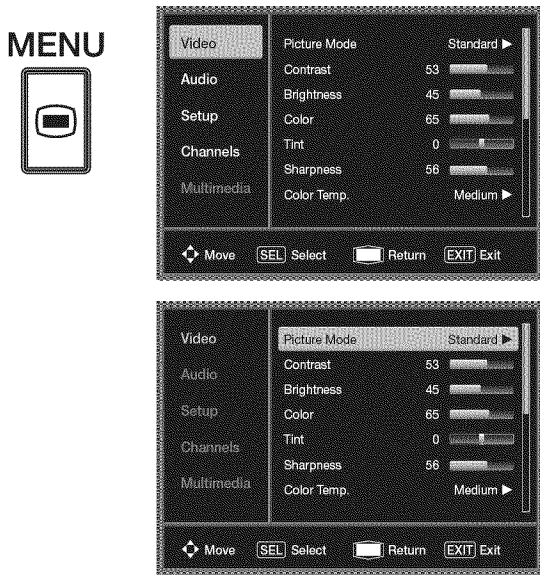 MENU
Video
Picture Mode Standard ▶
Contrast 53
Audio
Brightness 45
Setup
Color 65
Tint 0
Channels
Sharpness 56
Multimedia
Color Temp. Medium ▶
Move SEL Select Return EXIT Exit
Video
Picture Mode Standard ▶
Contrast 53
Audio
Brightness 45
Setup
Color 65
Tint 0
Channels
Sharpness 56
Multimedia
Color Temp. Medium ▶
Move SEL Select Return EXIT Exit